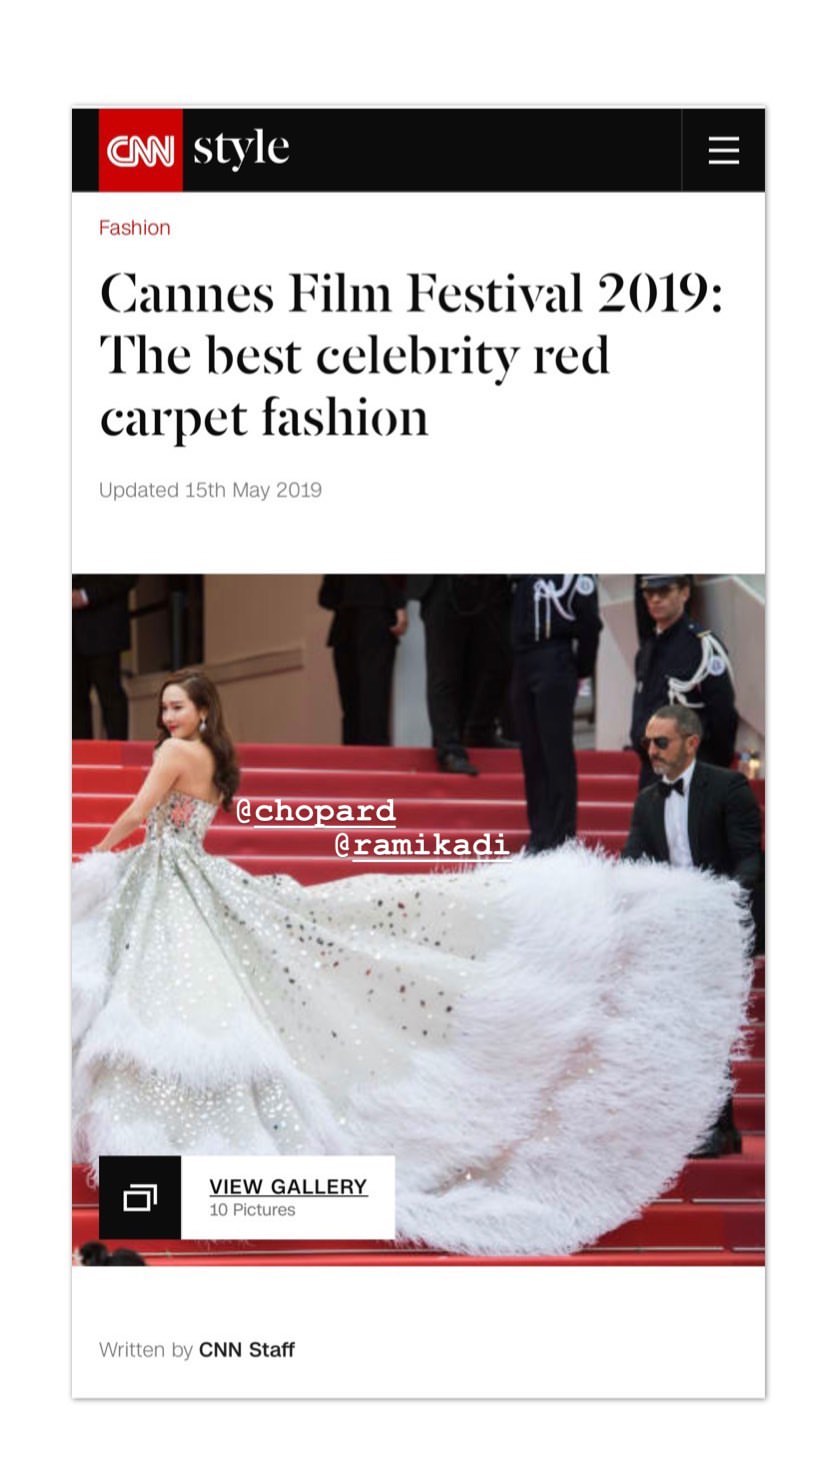 CNN style
Fashion
Cannes Film Festival 2019:
The best celebrity red
carpet fashion
Updated 15th May 2019
@chopard
@ramikadi
VIEW GALLERY
10 Pictures
Written by CNN Staff